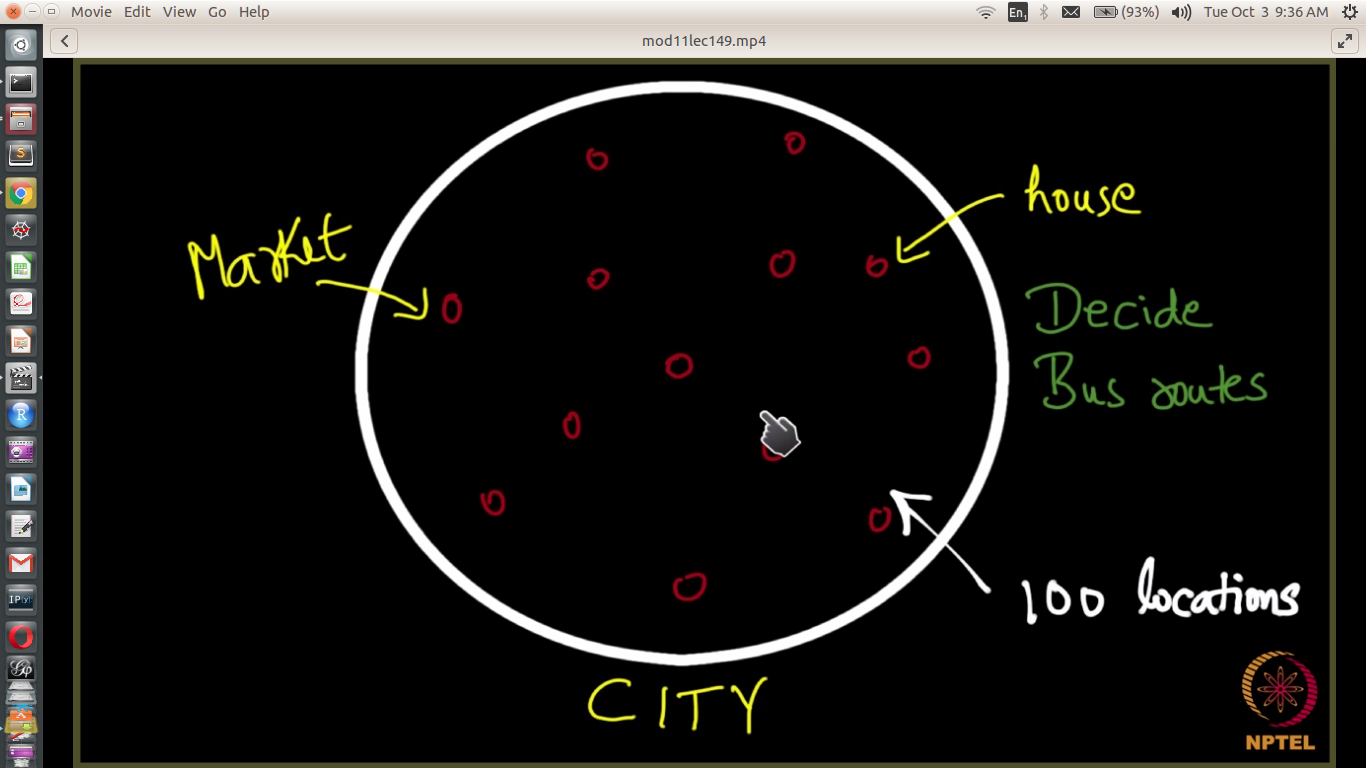 Movie Edit View Go Help
En1 (93%) Tue Oct 3 9:36 AM
mod11lec149.mp4
Market
house
Decide
Bus routes
100 locations
CITY
NPTEL